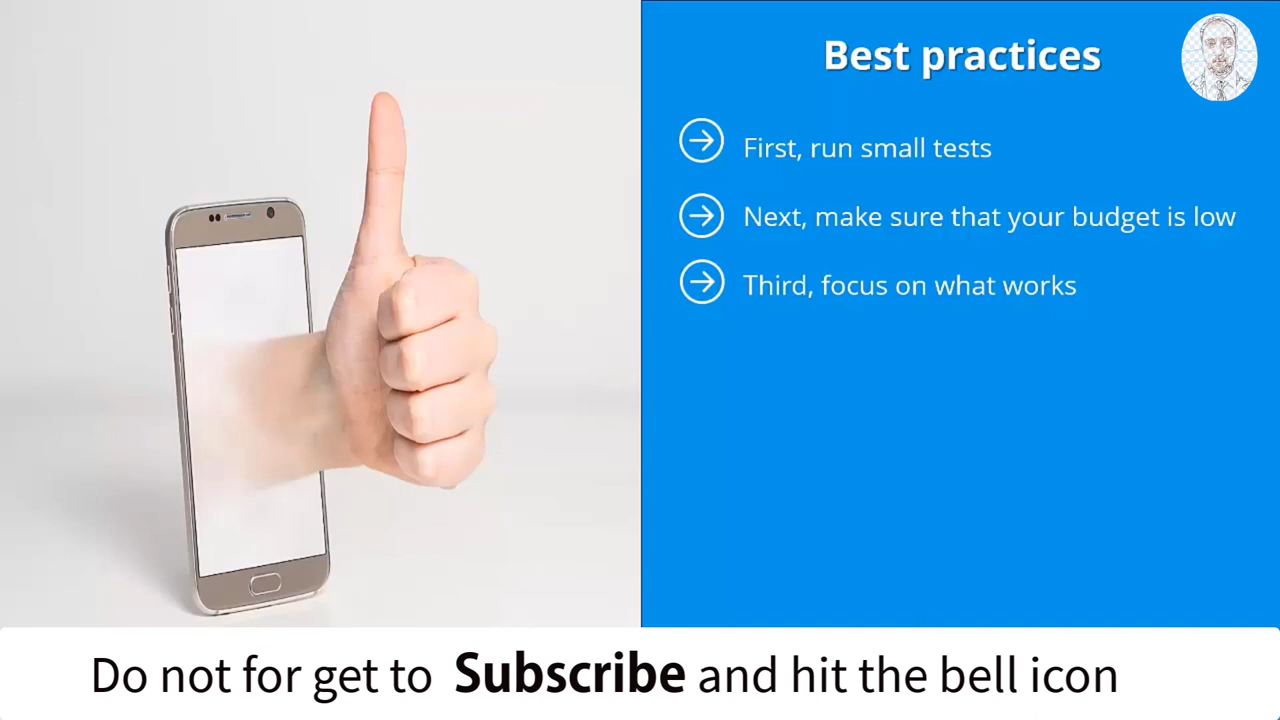 Best practices
First, run small tests
Next, make sure that your budget is low
Third, focus on what works
Do not for get to Subscribe and hit the bell icon